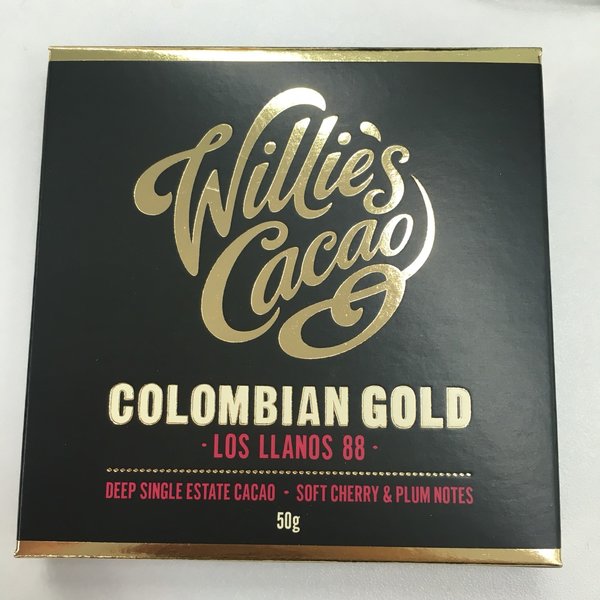 Willie's
Cacao
COLOMBIAN GOLD
· LOS LLANOS 88 ·
DEEP SINGLE ESTATE CACAO · SOFT CHERRY & PLUM NOTES
50g